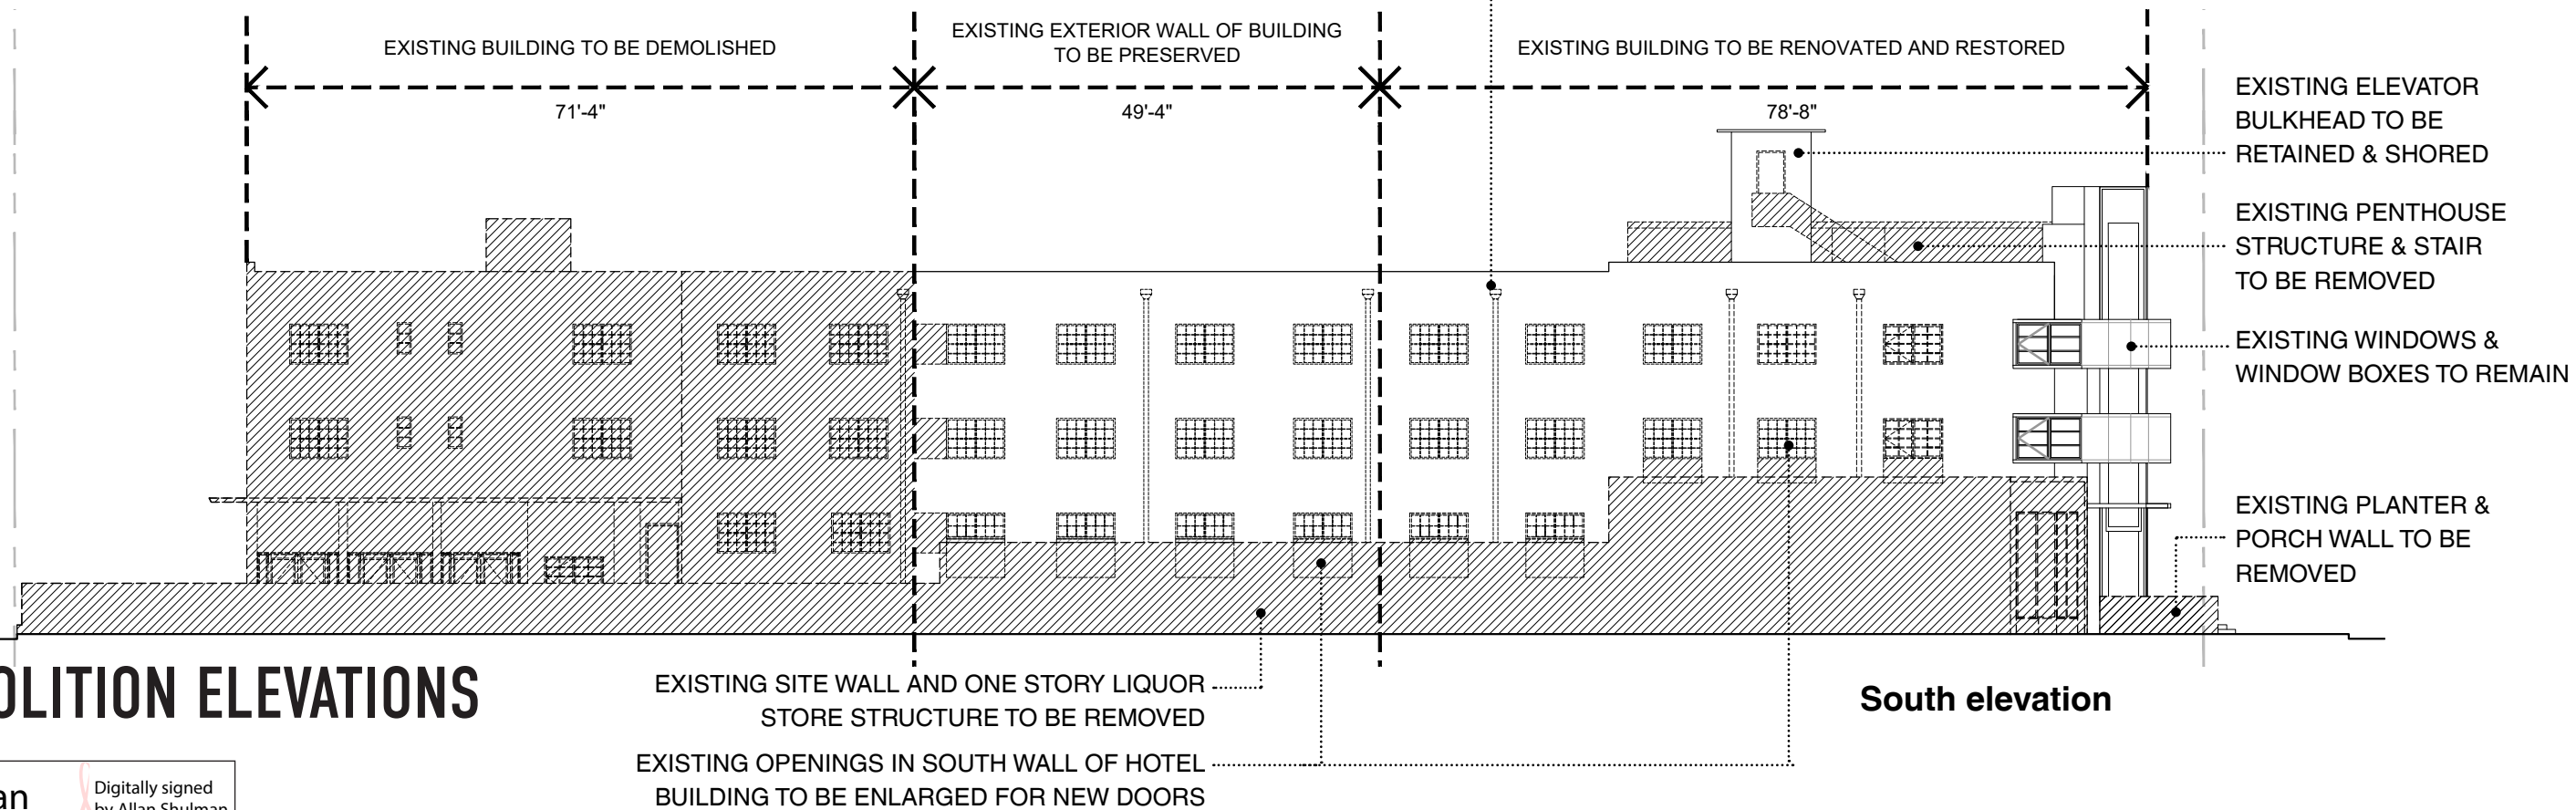 EXISTING BUILDING TO BE DEMOLISHED
71'-4"
EXISTING EXTERIOR WALL OF BUILDING
TO BE PRESERVED
49'-4"
EXISTING BUILDING TO BE RENOVATED AND RESTORED
78'-8"
EXISTING ELEVATOR
BULKHEAD TO BE
RETAINED & SHORED
EXISTING PENTHOUSE
STRUCTURE & STAIR
TO BE REMOVED
EXISTING WINDOWS &
WINDOW BOXES TO REMAIN
EXISTING PLANTER &
PORCH WALL TO BE
REMOVED
EXISTING SITE WALL AND ONE STORY LIQUOR
STORE STRUCTURE TO BE REMOVED
EXISTING OPENINGS IN SOUTH WALL OF HOTEL
BUILDING TO BE ENLARGED FOR NEW DOORS
South elevation
OLITION ELEVATIONS
an
Digitally signed
by Allan Shulman